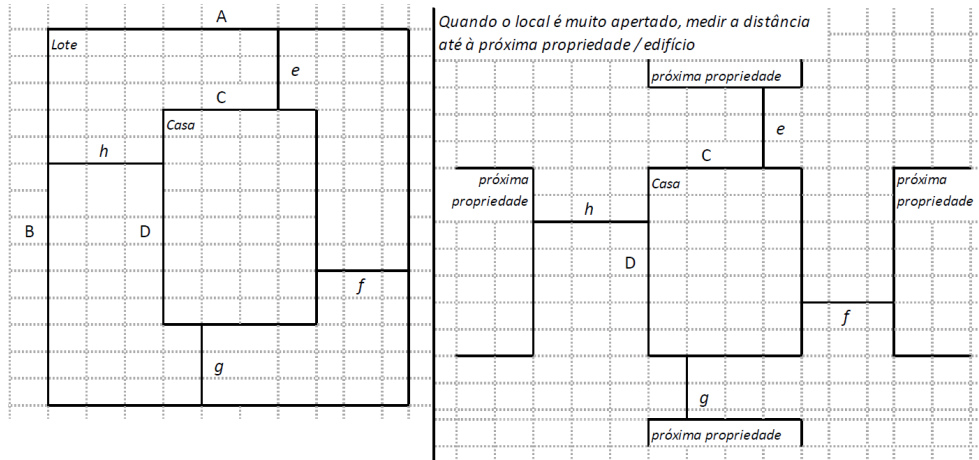 A
Lote
e
C
Casa
h
B
D
f
g
Quando o local é muito apertado, medir a distância
até à próxima propriedade / edifício
próxima propriedade
e
C
próxima
propriedade
Casa
próxima
propriedade
h
D
f
g
próxima propriedade